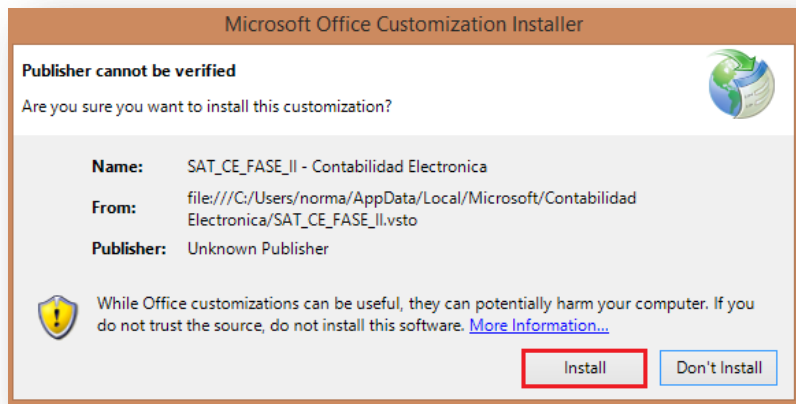 Microsoft Office Customization Installer
Publisher cannot be verified
Are you sure you want to install this customization?
Name: SAT_CE_FASE_II - Contabilidad Electronica
From: file:///C:/Users/norma/AppData/Local/Microsoft/Contabilidad
Electronica/SAT_CE_FASE_II.vsto
Publisher: Unknown Publisher
While Office customizations can be useful, they can potentially harm your computer. If you
do not trust the source, do not install this software. More Information...
Install Don't Install